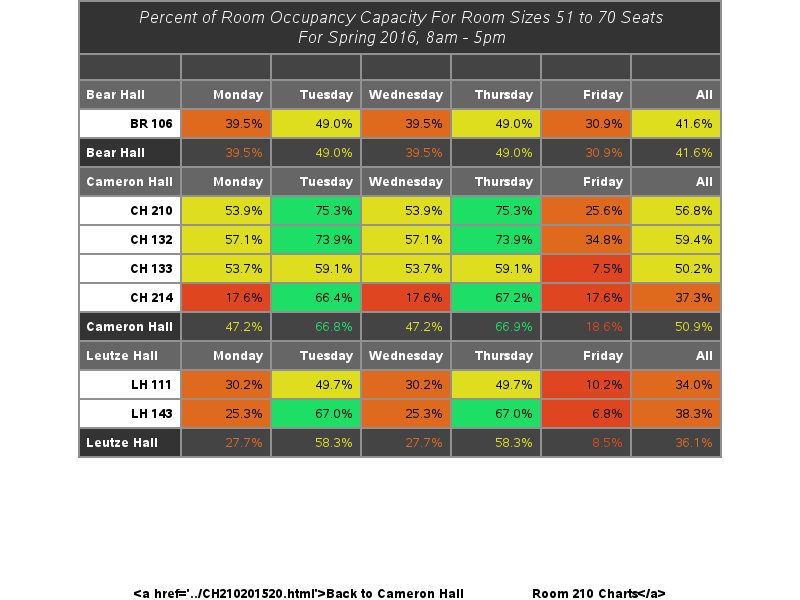 Percent of Room Occupancy Capacity For Room Sizes 51 to 70 Seats
For Spring 2016, 8am - 5pm
Bear Hall Monday Tuesday Wednesday Thursday Friday All
BR 106 39.5% 49.0% 39.5% 49.0% 30.9% 41.6%
Bear Hall 39.5% 49.0% 39.5% 49.0% 30.9% 41.6%
Cameron Hall Monday Tuesday Wednesday Thursday Friday All
CH 210 53.9% 75.3% 53.9% 75.3% 25.6% 56.8%
CH 132 57.1% 73.9% 57.1% 73.9% 34.8% 59.4%
CH 133 53.7% 59.1% 53.7% 59.1% 7.5% 50.2%
CH 214 17.6% 66.4% 17.6% 67.2% 17.6% 37.3%
Cameron Hall 47.2% 66.8% 47.2% 66.9% 18.6% 50.9%
Leutze Hall Monday Tuesday Wednesday Thursday Friday All
LH 111 30.2% 49.7% 30.2% 49.7% 10.2% 34.0%
LH 143 25.3% 67.0% 25.3% 67.0% 6.8% 38.3%
Leutze Hall 27.7% 58.3% 27.7% 58.3% 8.5% 36.1%
<a href='../CH210201520.html'>Back to Cameron Hall Room 210 Charts</a>